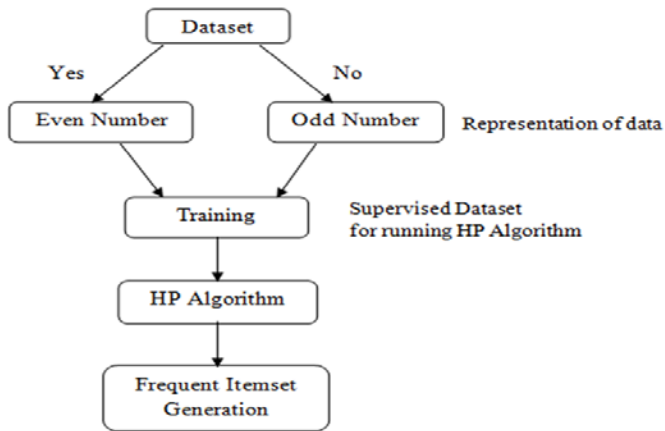 Dataset
Yes
No
Even Number
Odd Number
Representation of data
Training
Supervised Dataset
for running HP Algorithm
HP Algorithm
Frequent Itemset
Generation